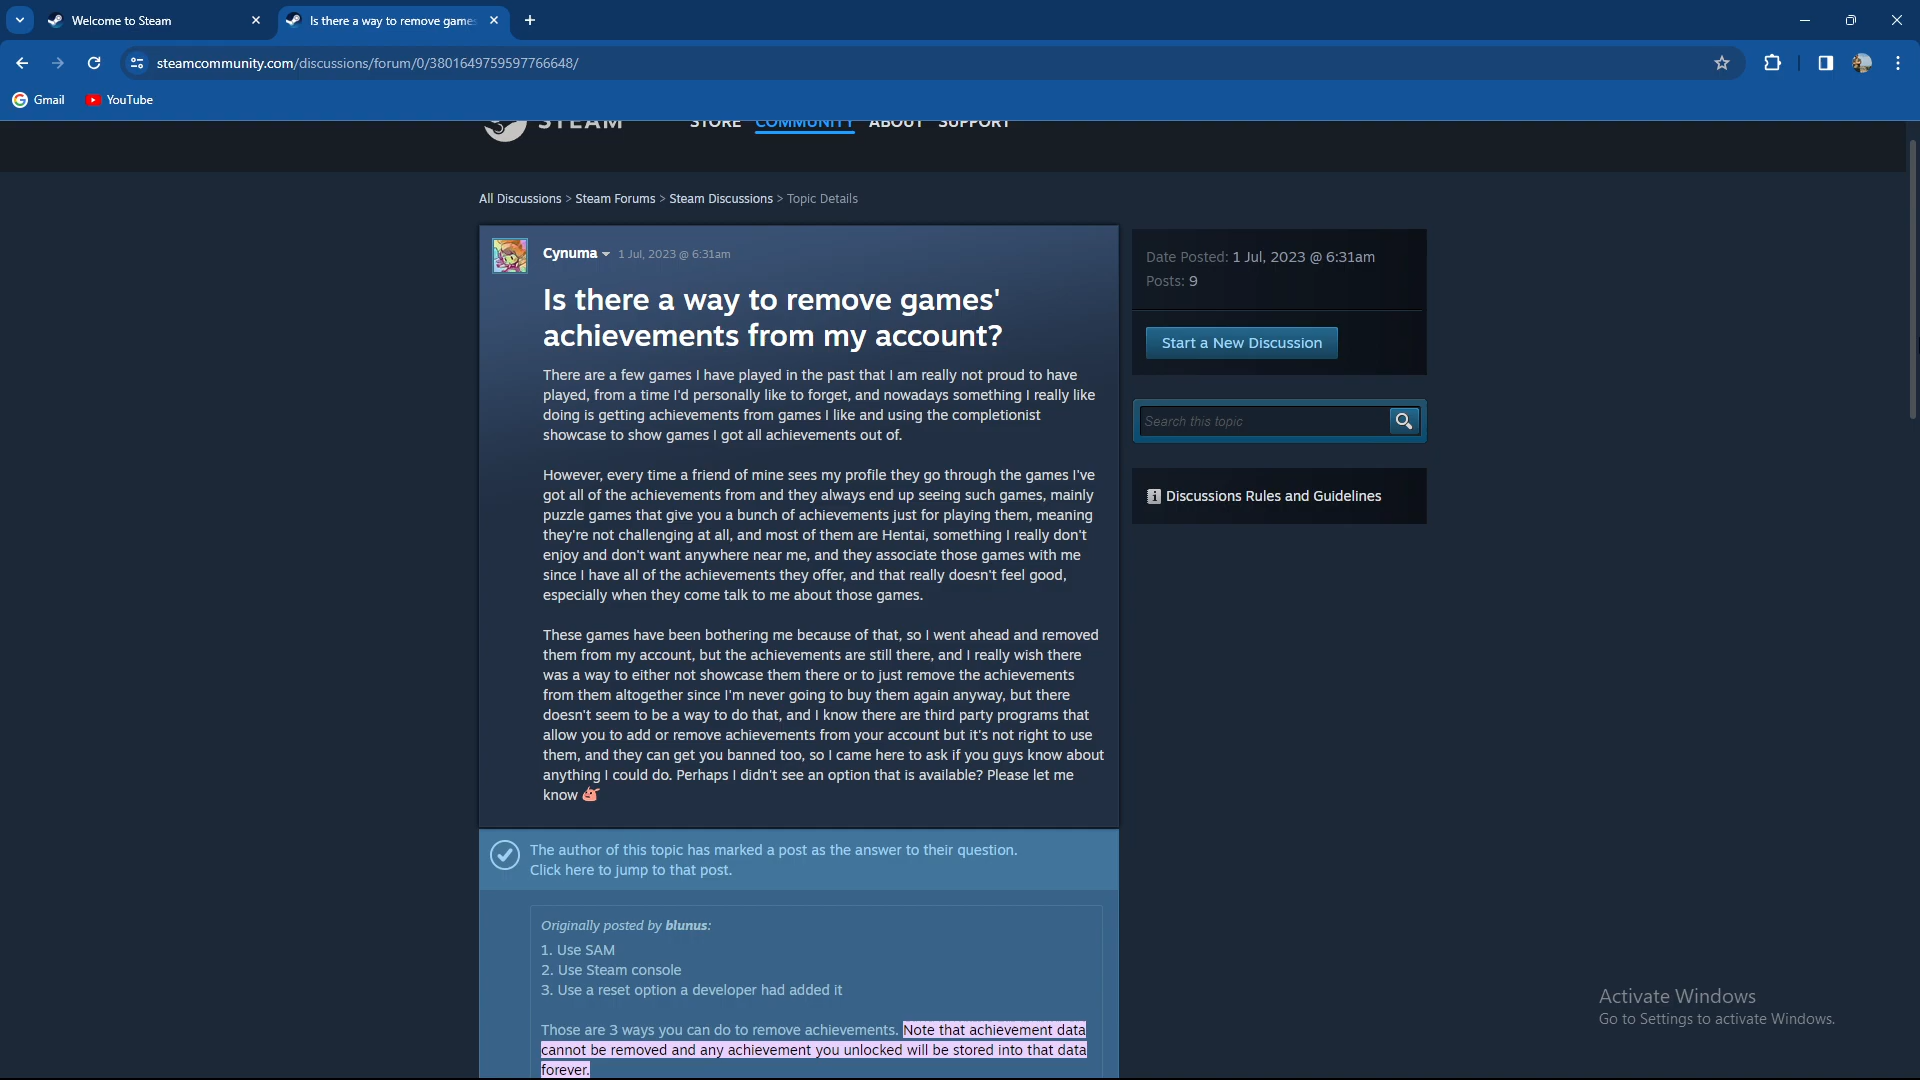 Welcome to Steam
Is there a way to remove games
steamcommunity.com/discussions/forum/0/3801649759597766648/
Gmail
YouTube
STEAM
STORE COMMUNITY ABOUT SUPPORT
All Discussions > Steam Forums > Steam Discussions > Topic Details
Cynuma 1 Jul, 2023 @ 6:31am
Is there a way to remove games'
achievements from my account?
There are a few games I have played in the past that I am really not proud to have
played, from a time I'd personally like to forget, and nowadays something I really like
doing is getting achievements from games I like and using the completionist
showcase to show games I got all achievements out of.
However, every time a friend of mine sees my profile they go through the games I've
got all of the achievements from and they always end up seeing such games, mainly
puzzle games that give you a bunch of achievements just for playing them, meaning
they're not challenging at all, and most of them are Hentai, something I really don't
enjoy and don't want anywhere near me, and they associate those games with me
since I have all of the achievements they offer, and that really doesn't feel good,
especially when they come talk to me about those games.
These games have been bothering me because of that, so I went ahead and removed
them from my account, but the achievements are still there, and I really wish there
was a way to either not showcase them there or to just remove the achievements
from them altogether since I'm never going to buy them again anyway, but there
doesn't seem to be a way to do that, and I know there are third party programs that
allow you to add or remove achievements from your account but it's not right to use
them, and they can get you banned too, so I came here to ask if you guys know about
anything I could do. Perhaps I didn't see an option that is available? Please let me
know
The author of this topic has marked a post as the answer to their question.
Click here to jump to that post.
Originally posted by blunus:
1. Use SAM
2. Use Steam console
3. Use a reset option a developer had added it
Those are 3 ways you can do to remove achievements. Note that achievement data
cannot be removed and any achievement you unlocked will be stored into that data
forever.
Date Posted: 1 Jul, 2023 @ 6:31am
Posts: 9
Start a New Discussion
Search this topic
Discussions Rules and Guidelines
Activate Windows
Go to Settings to activate Windows.